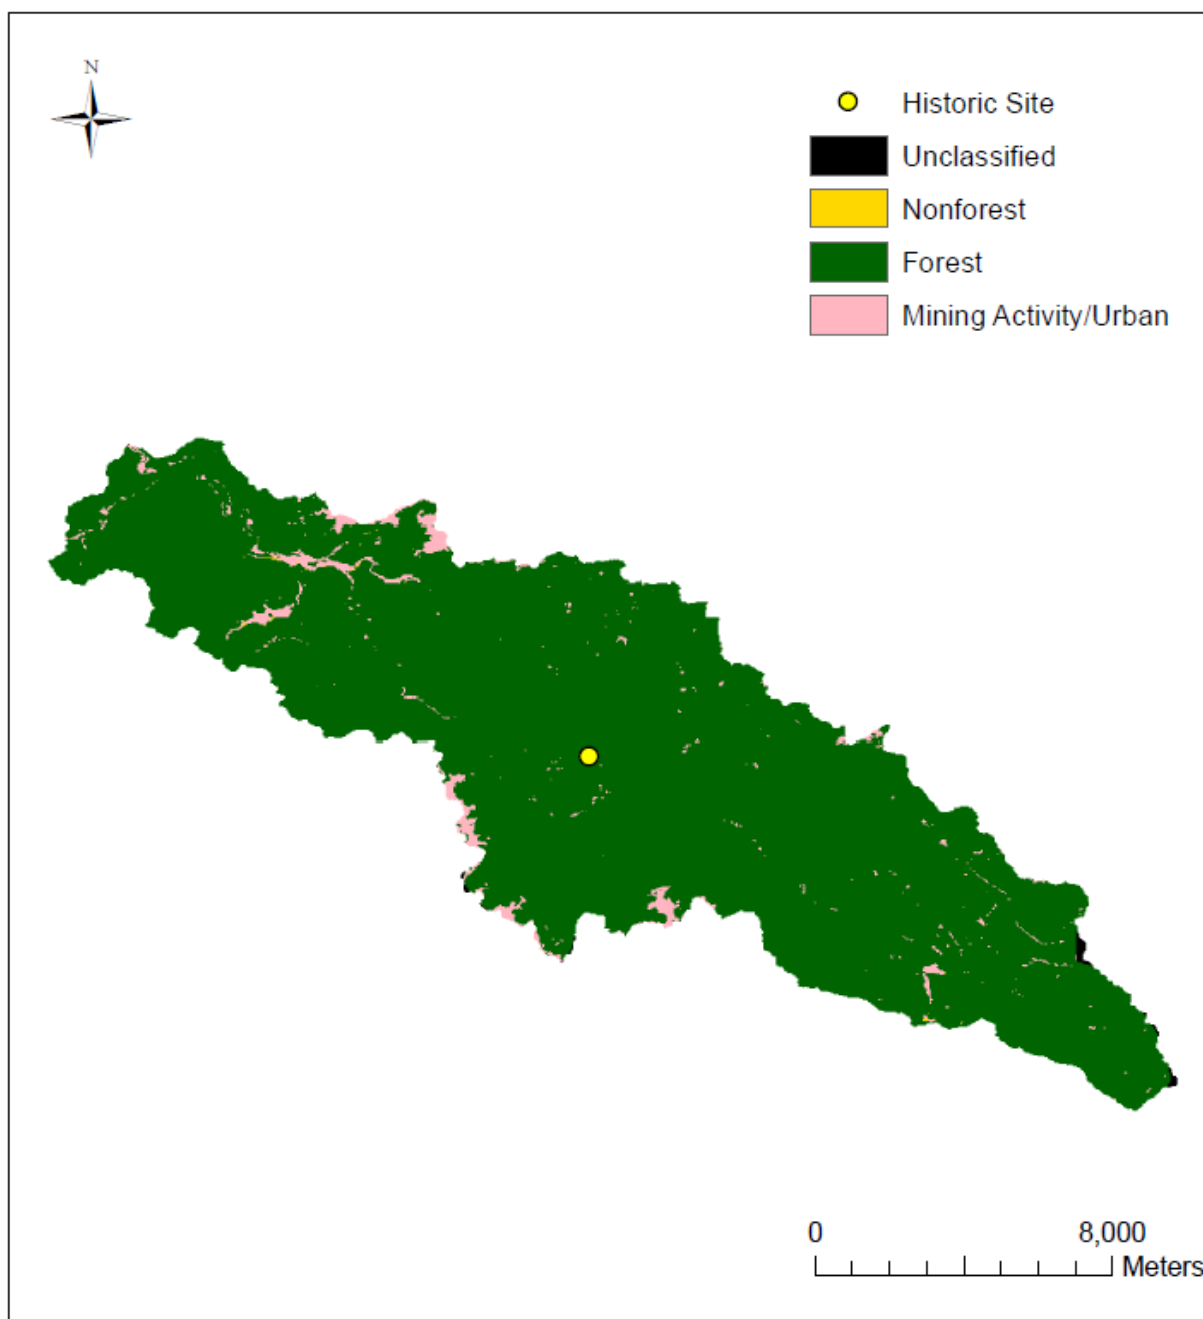 N
Historic Site
Unclassified
Nonforest
Forest
Mining Activity/Urban
0 8,000
Meters